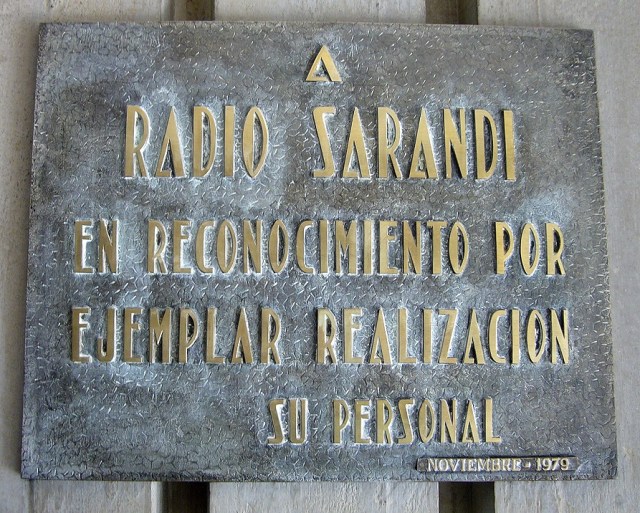 A
RADIO SARANDI
EN RECONOCIMIENTO POR
EJEMPLAR REALIZACION
SU PERSONAL
NOVIEMBRE - 1979